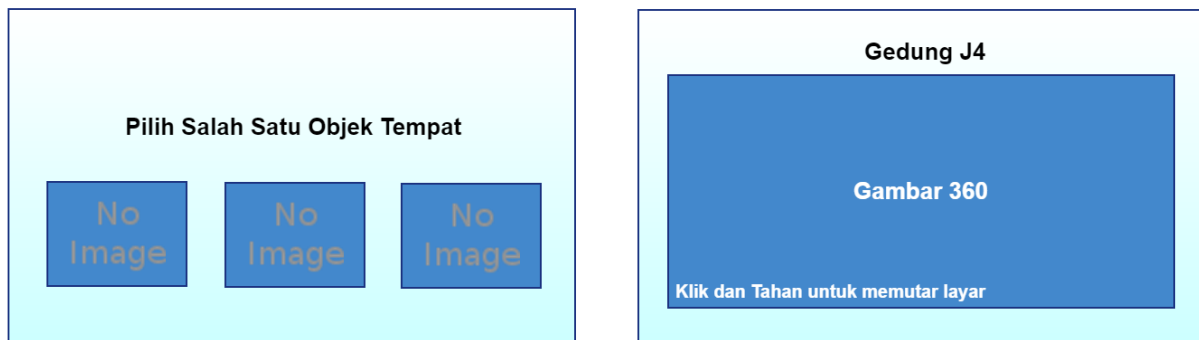 Pilih Salah Satu Objek Tempat
No
Image
No
Image
No
Image
Gedung J4
Gambar 360
Klik dan Tahan untuk memutar layar